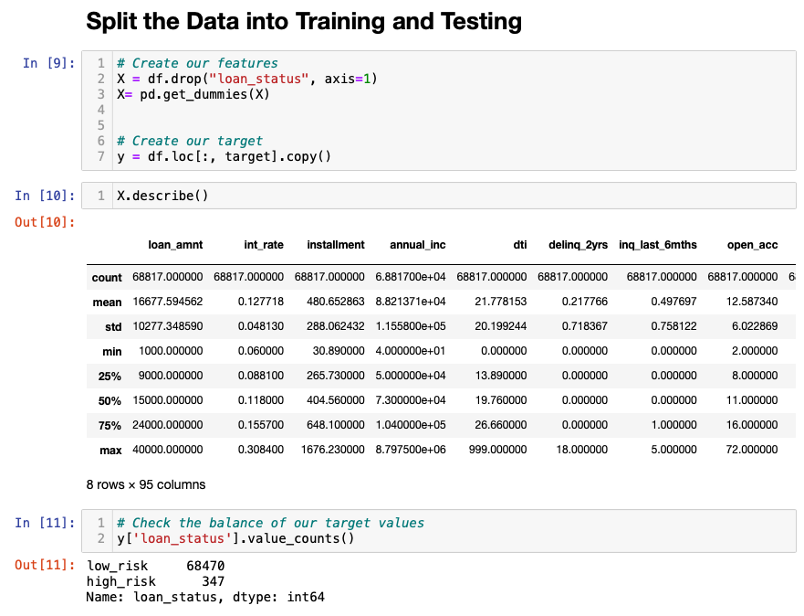 Split the Data into Training and Testing
In [9]:
1 # Create our features
2 X = df.drop("loan_status", axis=1)
3 X= pd.get_dummies(X)
4
5
6 # Create our target
7 y = df.loc[:, target].copy()
In [10]:
1 X.describe()
Out[10]:
loan_amnt int_rate installment annual_inc dti delinq_2yrs inq_last_6mths open_acc
count 68817.000000 68817.000000 68817.000000 6.881700e+04 68817.000000 68817.000000 68817.000000 68817.000000 6
mean 16677.594562 0.127718 480.652863 8.821371e+04 21.778153 0.217766 0.497697 12.587340
std 10277.348590 0.048130 288.062432 1.155800e+05 20.199244 0.718367 0.758122 6.022869
min 1000.000000 0.060000 30.890000 4.000000e+01 0.000000 0.000000 0.000000 2.000000
25% 9000.000000 0.088100 265.730000 5.000000e+04 13.890000 0.000000 0.000000 8.000000
50% 15000.000000 0.118000 404.560000 7.300000e+04 19.760000 0.000000 0.000000 11.000000
75% 24000.000000 0.155700 648.100000 1.040000e+05 26.660000 0.000000 1.000000 16.000000
max 40000.000000 0.308400 1676.230000 8.797500e+06 999.000000 18.000000 5.000000 72.000000
8 rows × 95 columns
In [11]:
1 # Check the balance of our target values
2 y['loan_status'].value_counts()
Out[11]:
low_risk 68470
high_risk 347
Name: loan_status, dtype: int64